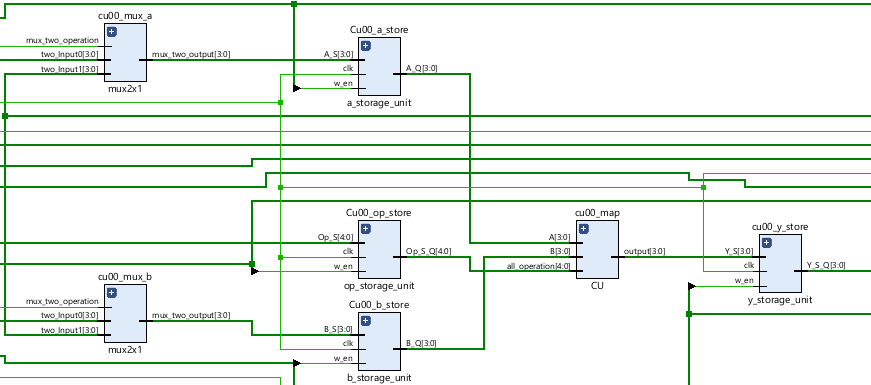 cu00_mux_a
mux_two_operation
two_Input0[3:0]
two_Input1[3:0]
mux_two_output[3:0]
mux2x1
Cu00_a_store
A_S[3:0]
clk
w_en
A_Q[3:0]
a_storage_unit
Cu00_op_store
Op_S[4:0]
clk
w_en
Op_S_Q[4:0]
op_storage_unit
cu00_map
A[3:0]
B[3:0]
all_operation[4:0]
output[3:0]
CU
cu00_y_store
Y_S[3:0]
clk
w_en
Y_S_Q[3:0]
y_storage_unit
cu00_mux_b
mux_two_operation
two_Input0[3:0]
two_Input1[3:0]
mux_two_output[3:0]
mux2x1
Cu00_b_store
B_S[3:0]
clk
w_en
B_Q[3:0]
b_storage_unit